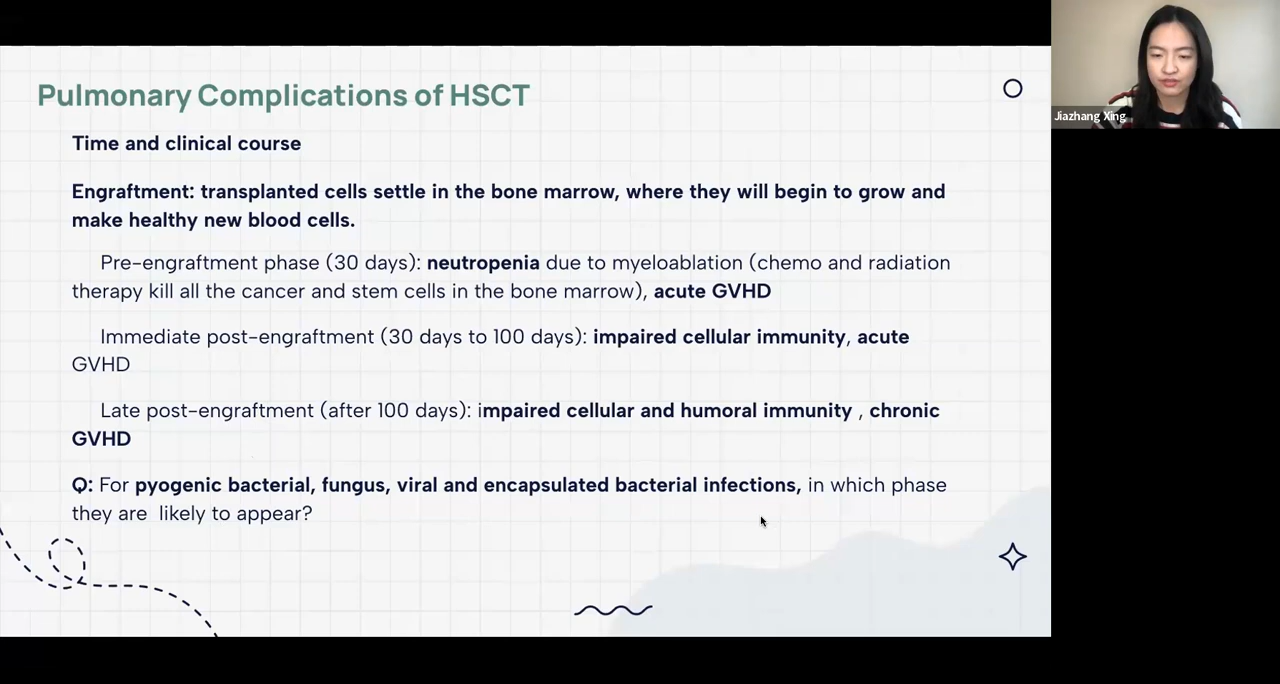 Pulmonary Complications of HSCT
Jiazhang Xing
Time and clinical course
Engraftment: transplanted cells settle in the bone marrow, where they will begin to grow and
make healthy new blood cells.
Pre-engraftment phase (30 days): neutropenia due to myeloablation (chemo and radiation
therapy kill all the cancer and stem cells in the bone marrow), acute GVHD
Immediate post-engraftment (30 days to 100 days): impaired cellular immunity, acute
GVHD
Late post-engraftment (after 100 days): impaired cellular and humoral immunity , chronic
GVHD
Q: For pyogenic bacterial, fungus, viral and encapsulated bacterial infections, in which phase
they are likely to appear?